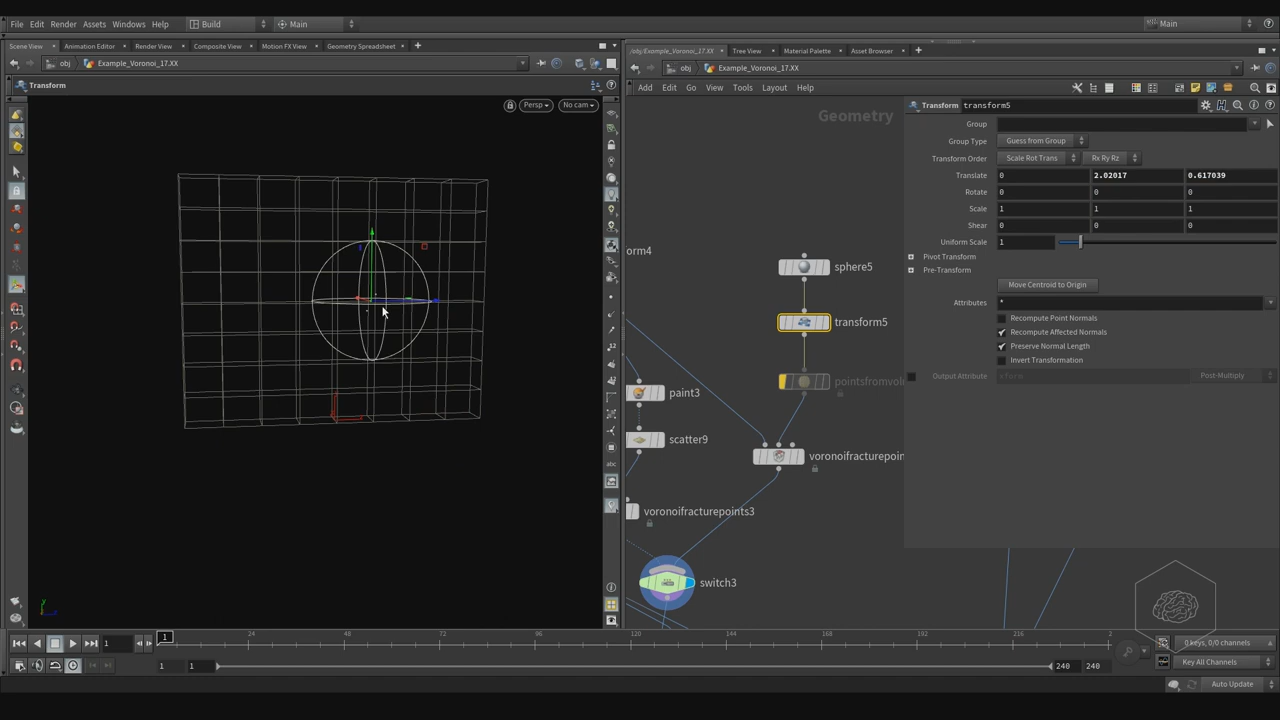 File Edit Render Assets Windows Help Build Main Main
Scene View Animation Editor Render View Composite View Motion FX View Geometry Spreadsheet
/obj/Example_Voronoi_17.XX Tree View Material Palette Asset Browser
obj Example_Voronoi_17.XX
obj Example_Voronoi_17.XX
Transform
Add Edit Go View Tools Layout Help
Persp No cam
Geometry
Transform transform5
Group
Group Type Guess from Group
Transform Order Scale Rot Trans Rx Ry Rz
Translate 0 2.02017 0.617039
Rotate 0 0 0
Scale 1 1 1
Shear 0 0 0
Uniform Scale 1
Pivot Transform
Pre-Transform
Move Centroid to Origin
Attributes *
Recompute Point Normals
Recompute Affected Normals
Preserve Normal Length
Invert Transformation
Output Attribute xform Post-Multiply
orm4
sphere5
transform5
pointsfromvolu
paint3
scatter9
voronoifracturepoin
voronoifracturepoints3
switch3
abc
y
1 1 24 48 72 96 120 144 168 192 216 2
0 keys, 0/0 channels
1 1 240 240
Key All Channels
Auto Update